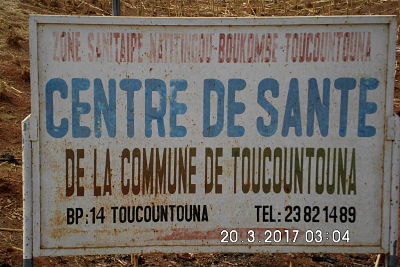 ZONE SANITAIPE NATITINGOU-BOUKOMBE TOUCOUNTOUNA
CENTRE DE SANTE
DE LA COMMUNE DE TOUCOUNTOUNA
BP:14 TOUCOUNTOUNA TEL: 23 82 14 89
20. 3. 2017 03:04